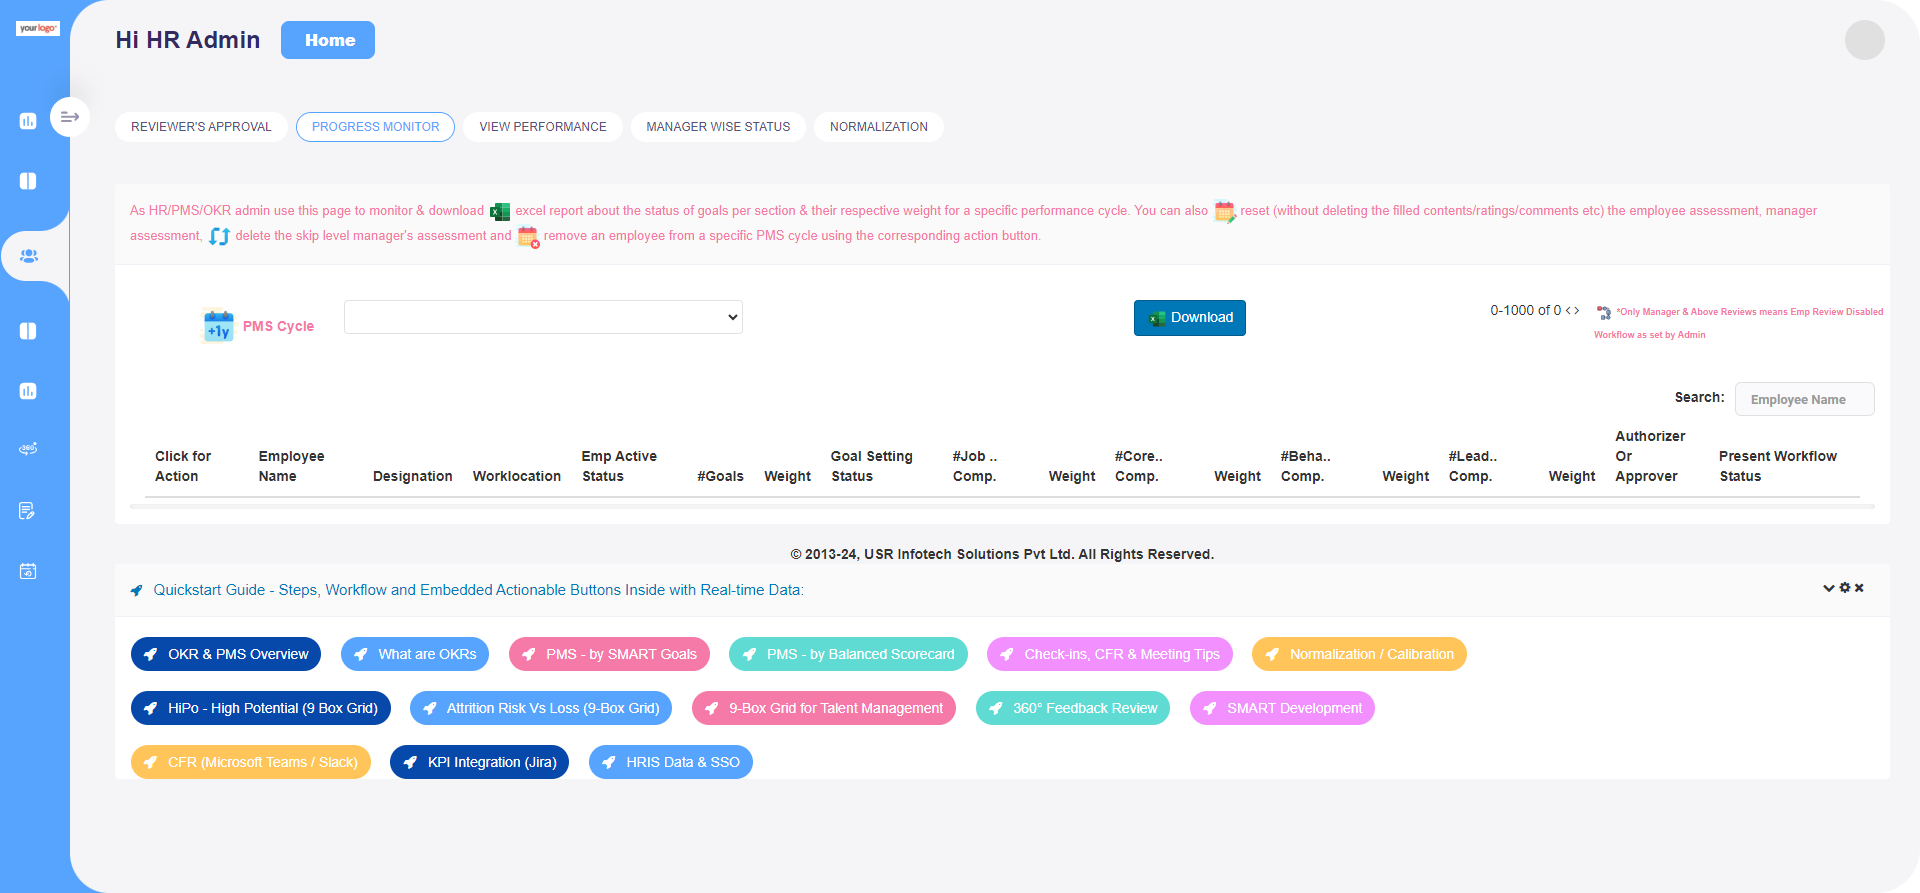 yourlogo
Hi HR Admin
Home
REVIEWER'S APPROVAL
PROGRESS MONITOR
VIEW PERFORMANCE
MANAGER WISE STATUS
NORMALIZATION
As HR/PMS/OKR admin use this page to monitor & download excel report about the status of goals per section & their respective weight for a specific performance cycle. You can also reset (without deleting the filled contents/ratings/comments etc) the employee assessment, manager
assessment, delete the skip level manager's assessment and remove an employee from a specific PMS cycle using the corresponding action button.
+1y
PMS Cycle
Download
0-1000 of 0 < >
*Only Manager & Above Reviews means Emp Review Disabled
Workflow as set by Admin
Search:
Employee Name
Click for
Action
Employee
Name
Designation
Worklocation
Emp Active
Status
#Goals
Weight
Goal Setting
Status
#Job ..
Comp.
Weight
#Core..
Comp.
Weight
#Beha..
Comp.
Weight
#Lead..
Comp.
Weight
Authorizer
Or
Approver
Present Workflow
Status
360°
© 2013-24, USR Infotech Solutions Pvt Ltd. All Rights Reserved.
Quickstart Guide - Steps, Workflow and Embedded Actionable Buttons Inside with Real-time Data:
OKR & PMS Overview
What are OKRs
PMS - by SMART Goals
PMS - by Balanced Scorecard
Check-ins, CFR & Meeting Tips
Normalization / Calibration
HiPo - High Potential (9 Box Grid)
Attrition Risk Vs Loss (9-Box Grid)
9-Box Grid for Talent Management
360° Feedback Review
SMART Development
CFR (Microsoft Teams / Slack)
KPI Integration (Jira)
HRIS Data & SSO